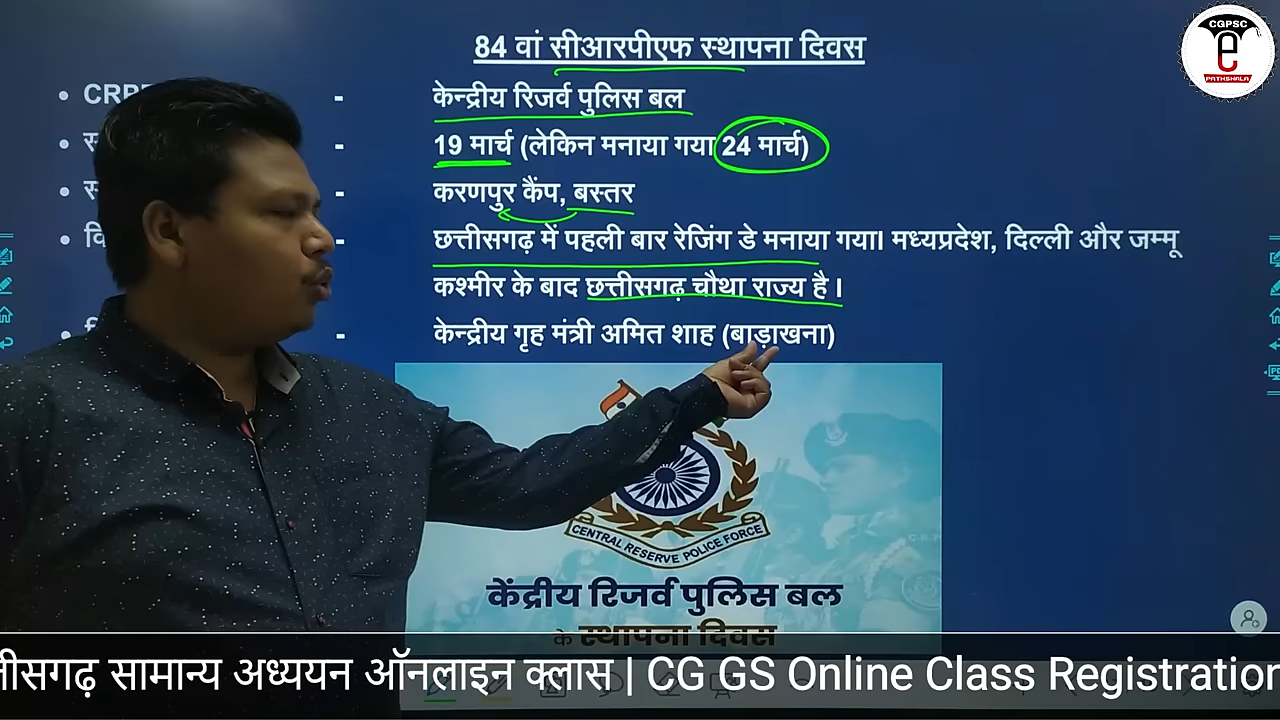 CGPSC
e
PATHSHALA
84 वां सीआरपीएफ स्थापना दिवस
- केन्द्रीय रिजर्व पुलिस बल
- 19 मार्च (लेकिन मनाया गया 24 मार्च)
- करणपुर कैंप, बस्तर
- छत्तीसगढ़ में पहली बार रेजिंग डे मनाया गया। मध्यप्रदेश, दिल्ली और जम्मू
कश्मीर के बाद छत्तीसगढ़ चौथा राज्य है ।
- केन्द्रीय गृह मंत्री अमित शाह (बाड़ाखना)
CENTRAL RESERVE POLICE FORCE
केंद्रीय रिजर्व पुलिस बल
के स्थापना दिवस
सामान्य अध्ययन ऑनलाइन क्लास | CG GS Online Class Registration